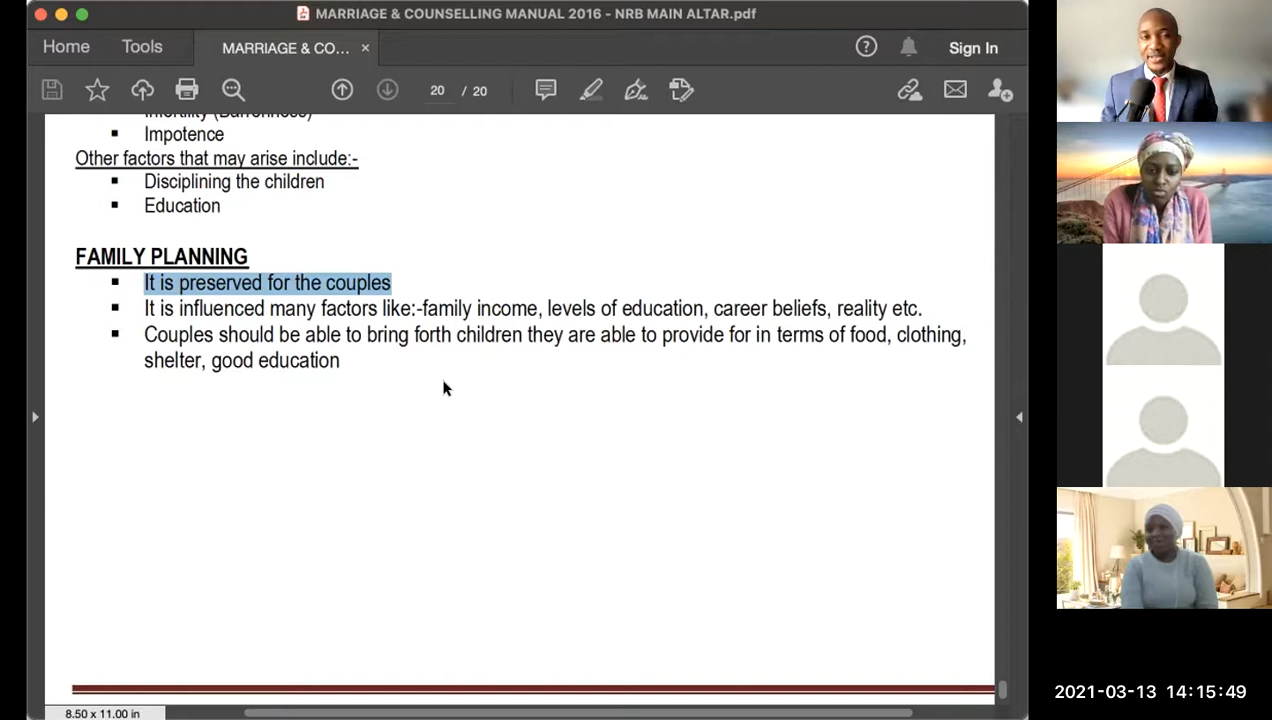 MARRIAGE & COUNSELLING MANUAL 2016 - NRB MAIN ALTAR.pdf
Home Tools MARRIAGE & CO... × Sign In
20 / 20
Infertility (Barrenness)
▪ Impotence
Other factors that may arise include:-
▪ Disciplining the children
▪ Education
FAMILY PLANNING
▪ It is preserved for the couples
▪ It is influenced many factors like:-family income, levels of education, career beliefs, reality etc.
▪ Couples should be able to bring forth children they are able to provide for in terms of food, clothing,
shelter, good education
8.50 x 11.00 in
2021-03-13 14:15:49